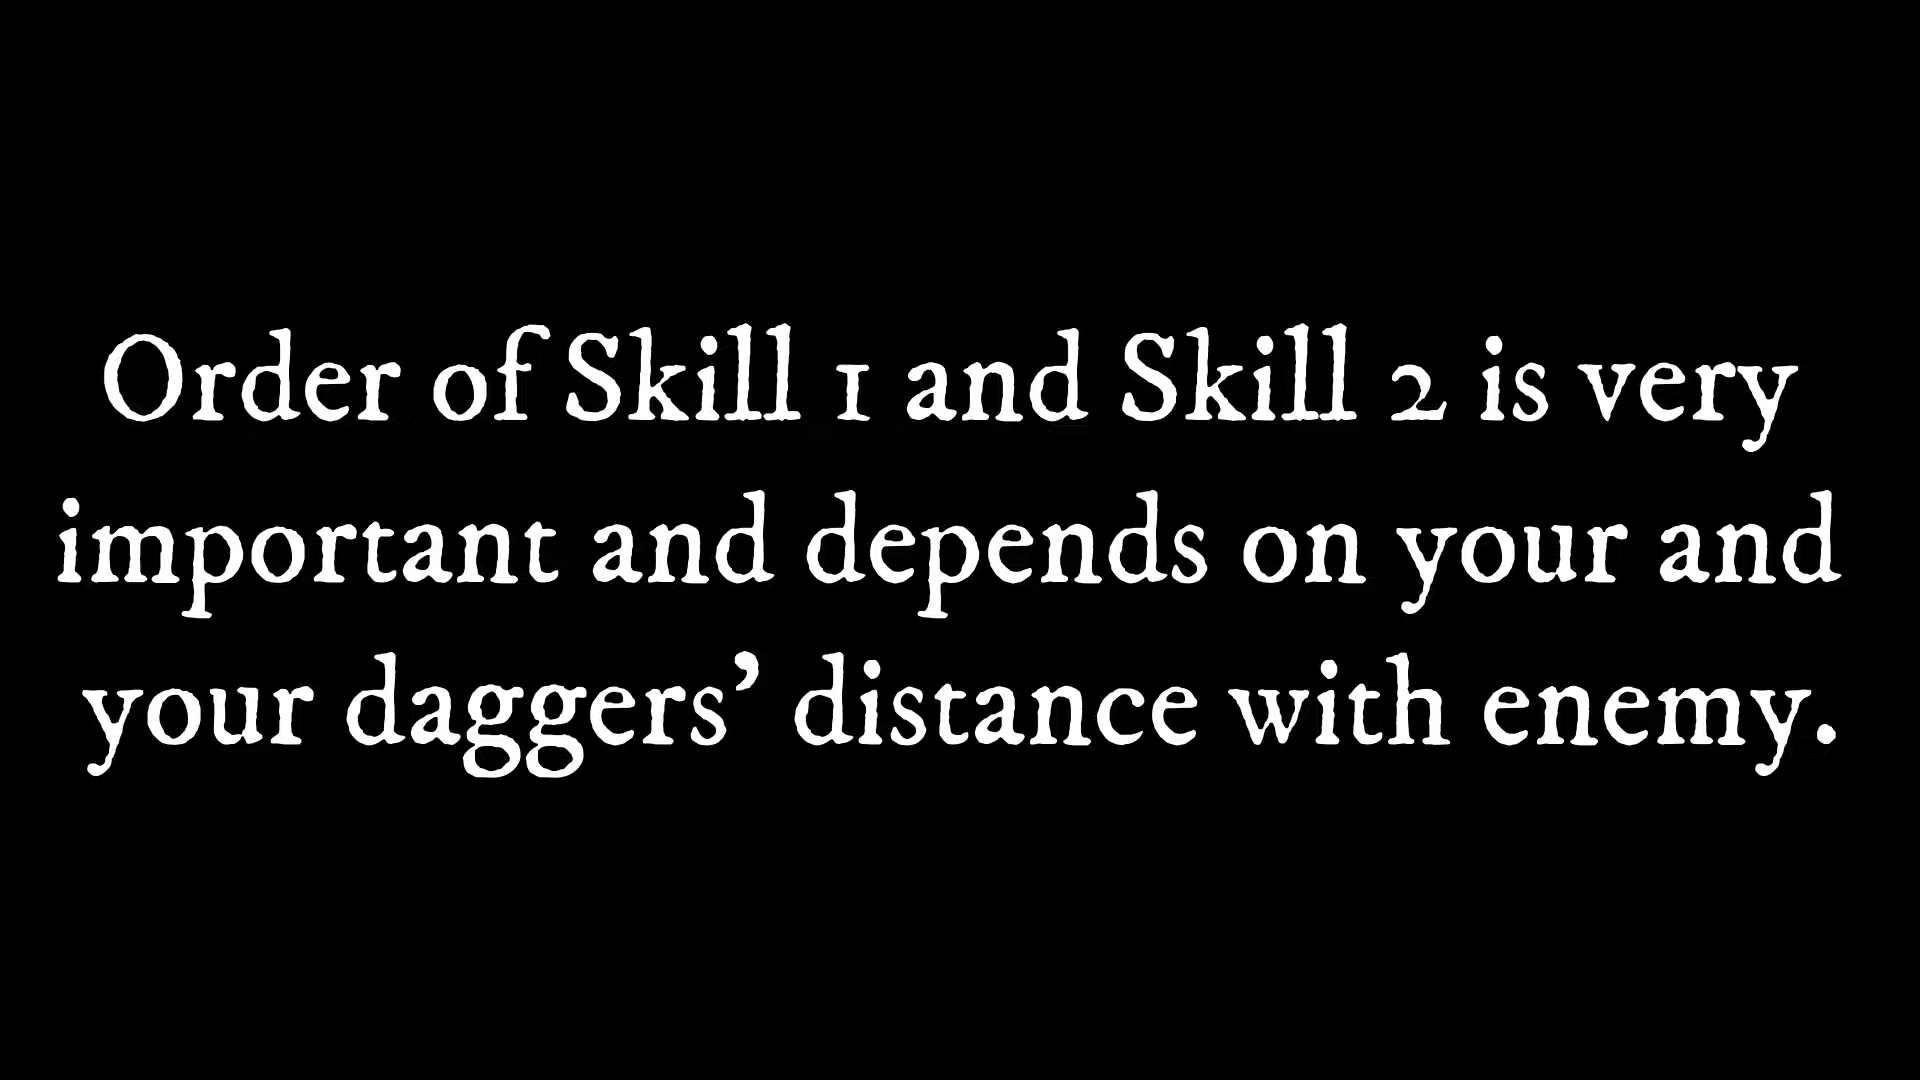 Order of Skill 1 and Skill 2 is very
important and depends on your and
your daggers’ distance with enemy.